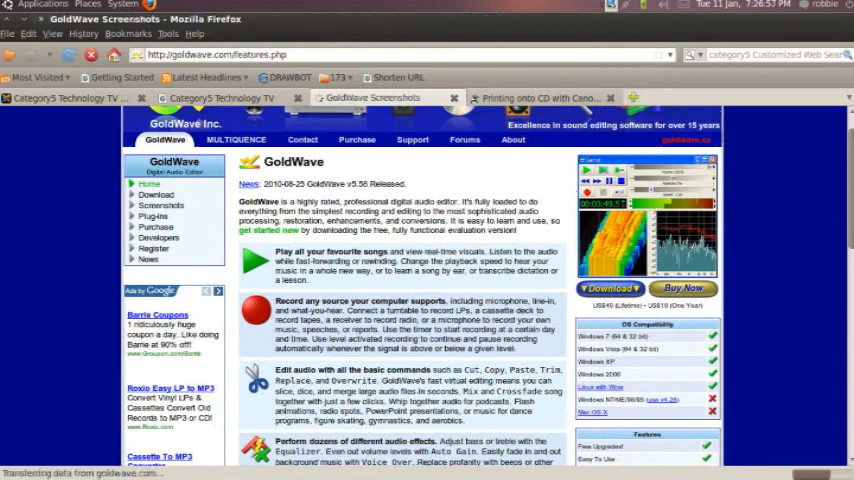 Applications Places System
Tue 11 Jan, 7:26:53 PM
robbie
GoldWave Screenshots - Mozilla Firefox
File Edit View History Bookmarks Tools Help
http://goldwave.com/features.php
category5 Customized Web Sear
Most Visited
Getting Started
Latest Headlines
DRAWBOT
173
Shorten URL
Category5 Technology TV ...
Category5 Technology TV
GoldWave Screenshots
Printing onto CD with Cano...
GoldWave Inc.
Excellence in sound editing software for over 15 years
GoldWave MULTIQUENCE Contact Purchase Support Forums About
goldwave.ca
GoldWave
Digital Audio Editor
Home
Download
Screenshots
Plug-ins
Purchase
Developers
Register
News
Ads by Google
Barrie Coupons
1 ridiculously huge
coupon a day. Like doing
Barrie at 90% off!
www.Groupon.com/Barrie
Roxio Easy LP to MP3
Convert Vinyl LPs &
Cassettes Convert Old
Records to MP3 or CD!
www.Roxio.com
Cassette To MP3
GoldWave
News: 2010-08-25 GoldWave v5.58 Released.
GoldWave is a highly rated, professional digital audio editor. It's fully loaded to do
everything from the simplest recording and editing to the most sophisticated audio
processing, restoration, enhancements, and conversions. It is easy to learn and use, so
get started now by downloading the free, fully functional evaluation version!
Play all your favourite songs and view real-time visuals. Listen to the audio
while fast-forwarding or rewinding. Change the playback speed to hear your
music in a whole new way, or to learn a song by ear, or transcribe dictation or
a lesson.
Record any source your computer supports, including microphone, line-in,
and what-you-hear. Connect a turntable to record LPs, a cassette deck to
record tapes, a receiver to record radio, or a microphone to record your own
music, speeches, or reports. Use the timer to start recording at a certain day
and time. Use level activated recording to continue and pause recording
automatically whenever the signal is above or below a given level.
Edit audio with all the basic commands such as Cut, Copy, Paste, Trim,
Replace, and Overwrite. GoldWave's fast virtual editing means you can
slice, dice, and merge large audio files in seconds. Mix and Crossfade song
together with just a few clicks. Whip together audio for podcasts, Flash
animations, radio spots, PowerPoint presentations, or music for dance
programs, figure skating, gymnastics, and aerobics.
Perform dozens of different audio effects. Adjust bass or treble with the
Equalizer. Even out volume levels with Auto Gain. Easily fade in and out
background music with Voice Over. Replace profanity with beeps or other
Control
00:03:49.5
Download
Buy Now
US$49 (Lifetime) - US$19 (One Year)
OS Compatibility
Windows 7 (64 & 32 bit)
Windows Vista (64 & 32 bit)
Windows XP
Windows 2000
Linux with Wine
Windows NT/ME/98/95 (use v4.26)
Mac OS X
Features
Free Upgrades!
Easy To Use
Transferring data from goldwave.com...